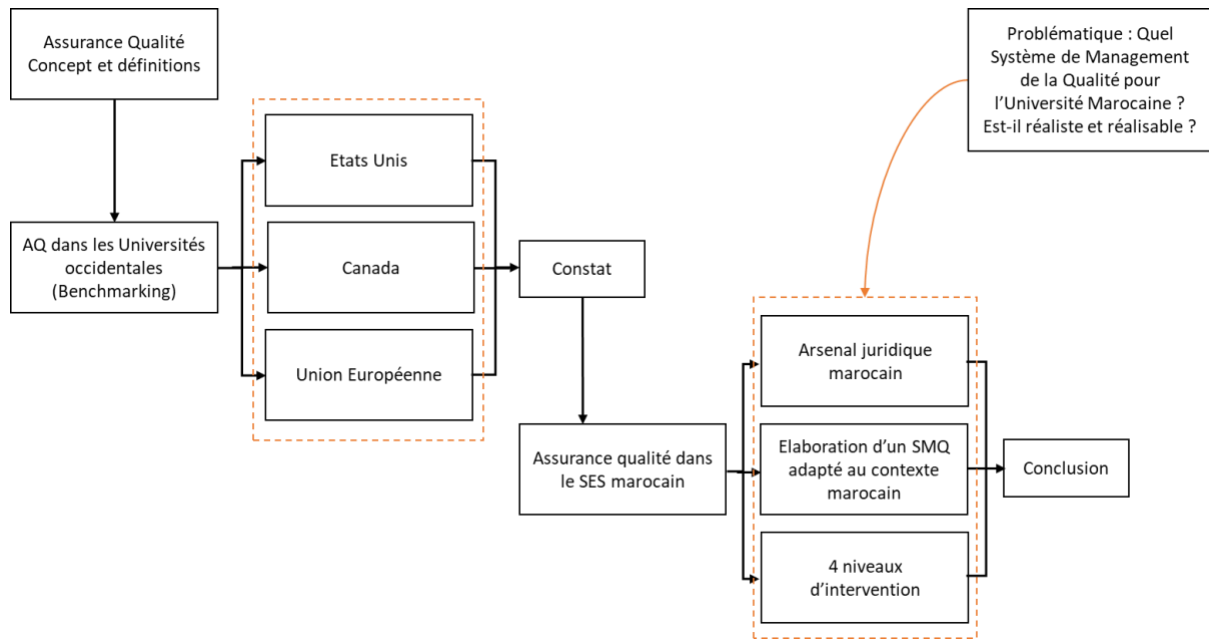 Assurance Qualité
Concept et définitions
Problématique : Quel
Système de Management
de la Qualité pour
l’Université Marocaine ?
Est-il réaliste et réalisable ?
Etats Unis
AQ dans les Universités
occidentales
(Benchmarking)
Canada
Constat
Union Européenne
Arsenal juridique
marocain
Assurance qualité dans
le SES marocain
Elaboration d’un SMQ
adapté au contexte
marocain
Conclusion
4 niveaux
d’intervention